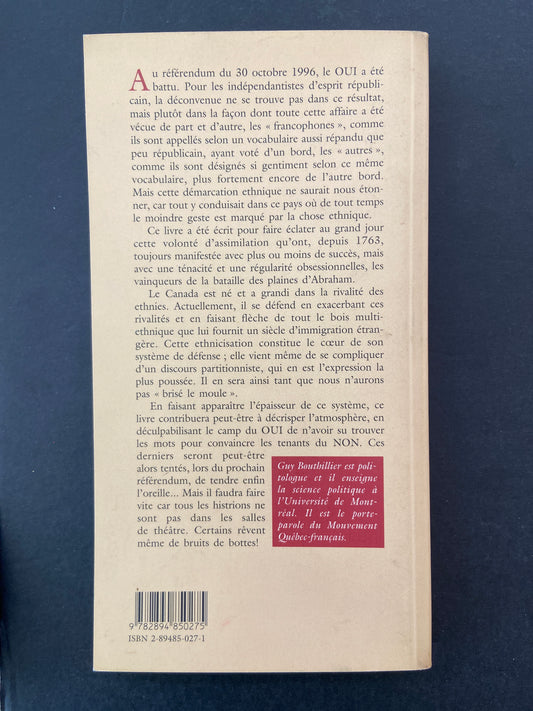 Au référendum du 30 octobre 1996, le OUI a été
battu. Pour les indépendantistes d'esprit républi-
cain, la déconvenue ne se trouve pas dans ce résultat,
mais plutôt dans la façon dont toute cette affaire a été
vécue de part et d'autre, les « francophones », comme
ils sont appellés selon un vocabulaire aussi répandu que
peu républicain, ayant voté d'un bord, les « autres »,
comme ils sont désignés si gentiment selon ce même
vocabulaire, plus fortement encore de l'autre bord.
Mais cette démarcation ethnique ne saurait nous éton-
ner, car tout y conduisait dans ce pays où de tout temps
le moindre geste est marqué par la chose ethnique.
Ce livre a été écrit pour faire éclater au grand jour
cette volonté d'assimilation qu'ont, depuis 1763,
toujours manifestée avec plus ou moins de succès, mais
avec une ténacité et une régularité obsessionnelles, les
vainqueurs de la bataille des plaines d'Abraham.
Le Canada est né et a grandi dans la rivalité des
ethnies. Actuellement, il se défend en exacerbant ces
rivalités et en faisant flèche de tout le bois multi-
ethnique que lui fournit un siècle d'immigration étran-
gère. Cette ethnicisation constitue le cœur de son
système de défense ; elle vient même de se compliquer
d'un discours partitionniste, qui en est l'expression la
plus poussée. Il en sera ainsi tant que nous n'aurons
pas « brisé le moule ».
En faisant apparaître l'épaisseur de ce système, ce
livre contribuera peut-être à décrisper l'atmosphère, en
déculpabilisant le camp du OUI de n'avoir su trouver
les mots pour convaincre les tenants du NON. Ces
derniers seront peut-être
alors tentés, lors du prochain
référendum, de tendre enfin
l'oreille... Mais il faudra faire
vite car tous les histrions ne
sont pas dans les salles
de théâtre. Certains rêvent
même de bruits de bottes!
Guy Bouthillier est poli-
tologue et il enseigne
la science politique à
l'Université de Mont-
réal. Il est le porte-
parole du Mouvement
Québec-français.
9 782894 850275
ISBN 2-89485-027-1